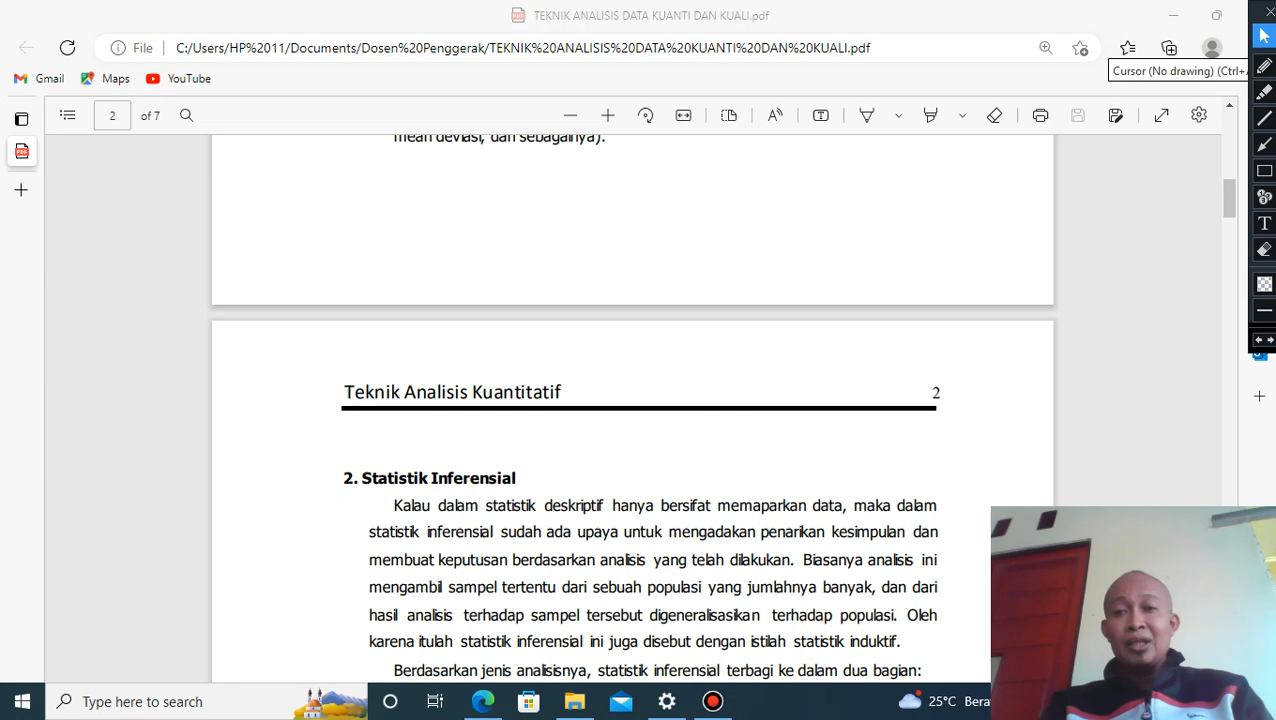 TEKNIK ANALISIS DATA KUANTI DAN KUALI.pdf
File
C:/Users/HP%2011/Documents/Dosen%20Penggerak/TEKNIK%20ANALISIS%20DATA%20KUANTI%20DAN%20KUALI.pdf
Gmail Maps YouTube
Cursor (No drawing) (Ctrl+
2 of 7
mean deviasi, dan sebagainya).
Teknik Analisis Kuantitatif 2
2. Statistik Inferensial
Kalau dalam statistik deskriptif hanya bersifat memaparkan data, maka dalam
statistik inferensial sudah ada upaya untuk mengadakan penarikan kesimpulan dan
membuat keputusan berdasarkan analisis yang telah dilakukan. Biasanya analisis ini
mengambil sampel tertentu dari sebuah populasi yang jumlahnya banyak, dan dari
hasil analisis terhadap sampel tersebut digeneralisasikan terhadap populasi. Oleh
karena itulah statistik inferensial ini juga disebut dengan istilah statistik induktif.
Berdasarkan jenis analisisnya, statistik inferensial terbagi ke dalam dua bagian:
Type here to search
25°C Bera